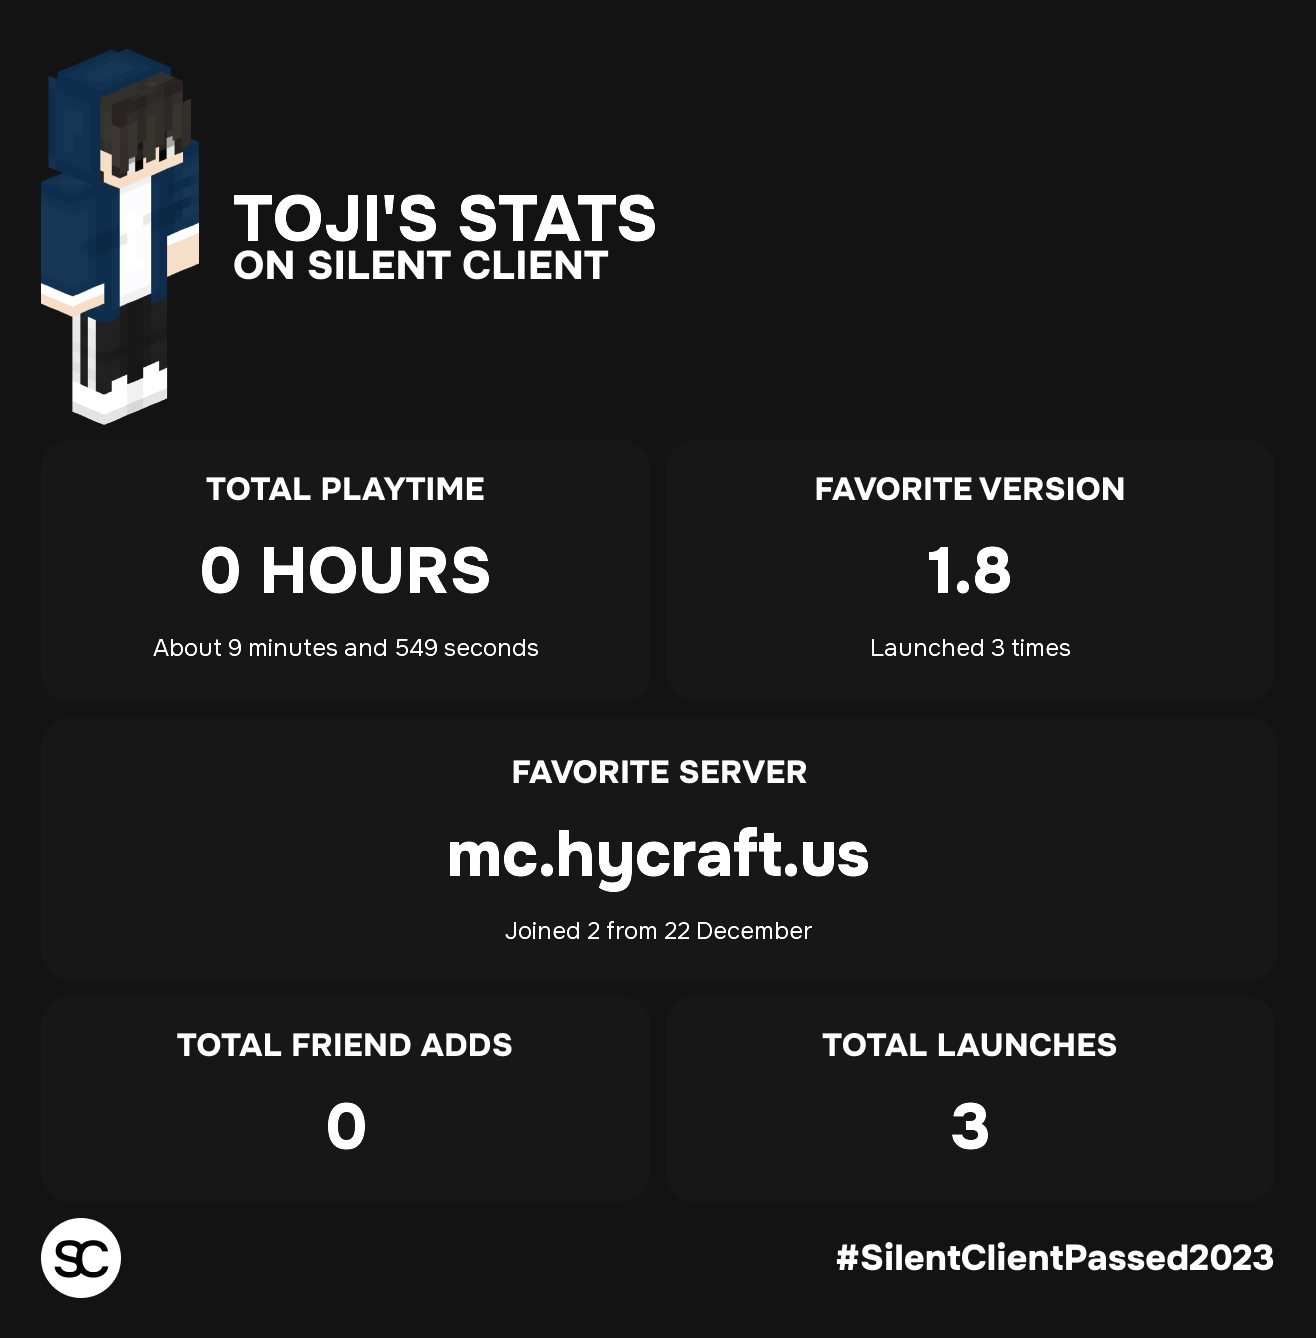 TOJI'S STATS
ON SILENT CLIENT
TOTAL PLAYTIME
0 HOURS
About 9 minutes and 549 seconds
FAVORITE VERSION
1.8
Launched 3 times
FAVORITE SERVER
mc.hycraft.us
Joined 2 from 22 December
TOTAL FRIEND ADDS
0
TOTAL LAUNCHES
3
SC
#SilentClientPassed2023